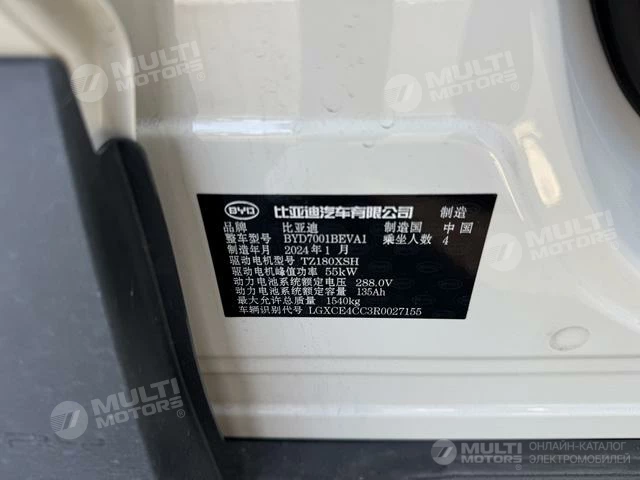 MULTI MOTORS®
MULTI MOTORS®
BYD 比亚迪汽车有限公司 制造
品牌 比亚迪 制造国 中国
整车型号 BYD7001BEVA1 乘坐人数 4
制造年月 2024年1月
驱动电机型号 TZ180XSH
驱动电机峰值功率 55kW
动力电池系统额定电压 288.0V
动力电池系统额定容量 135Ah
最大允许总质量 1540kg
车辆识别代号 LGXCE4CC3R0027155
MULTI MOTORS®
MULTI MOTORS®
ОНЛАЙН-КАТАЛОГ
ЭЛЕКТРОМОБИЛЕЙ